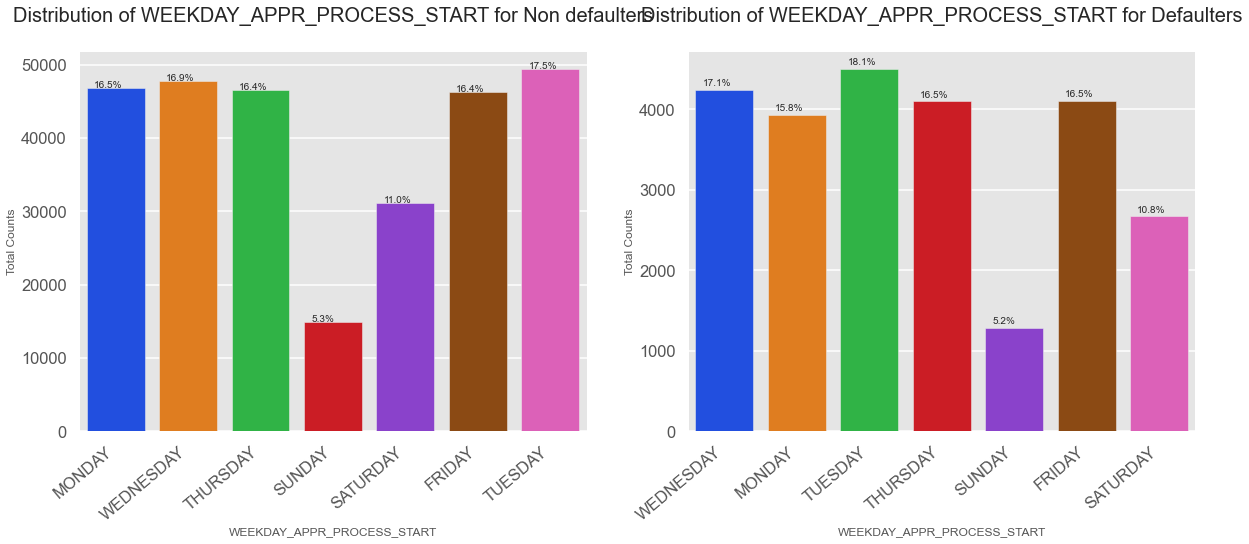 Distribution of WEEKDAY_APPR_PROCESS_START for Non defaulters
50000
40000
30000
20000
10000
0
Total Counts
16.5%
16.9%
16.4%
5.3%
11.0%
16.4%
17.5%
MONDAY
WEDNESDAY
THURSDAY
SUNDAY
SATURDAY
FRIDAY
TUESDAY
WEEKDAY_APPR_PROCESS_START
Distribution of WEEKDAY_APPR_PROCESS_START for Defaulters
4000
3000
2000
1000
0
Total Counts
17.1%
15.8%
18.1%
16.5%
5.2%
16.5%
10.8%
WEDNESDAY
MONDAY
TUESDAY
THURSDAY
SUNDAY
FRIDAY
SATURDAY
WEEKDAY_APPR_PROCESS_START